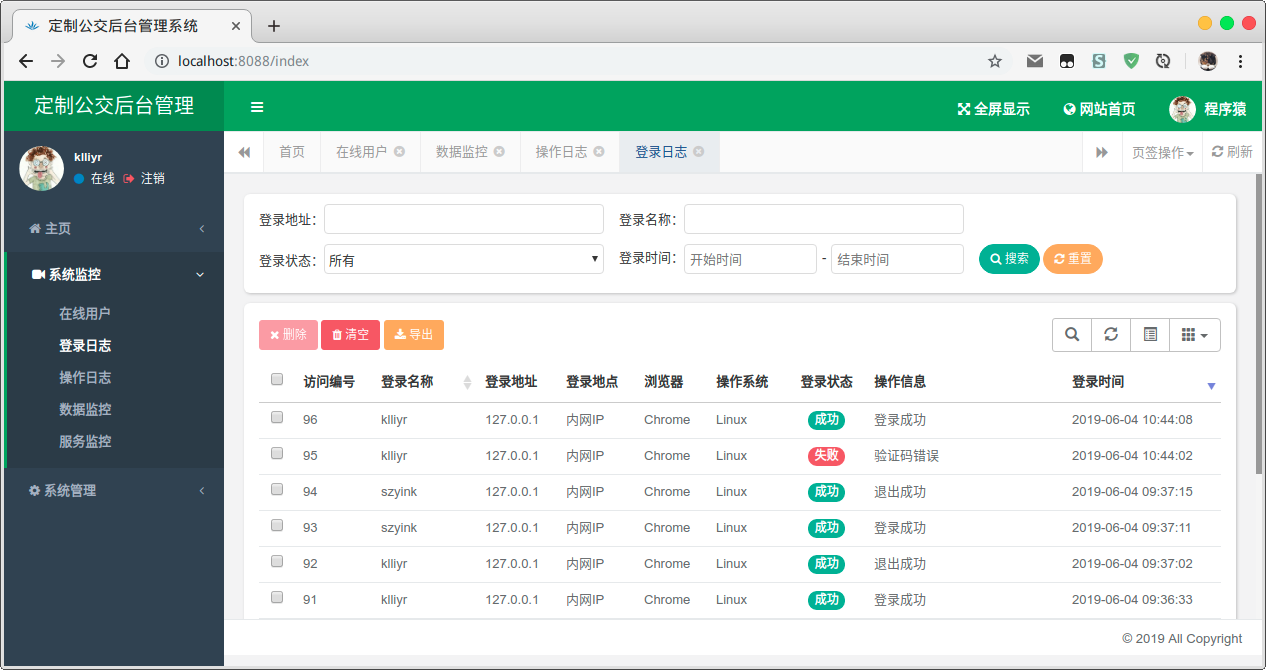 定制公交后台管理系统
localhost:8088/index
定制公交后台管理
全屏显示 网站首页 程序猿
klliyr
在线 注销
首页 在线用户 数据监控 操作日志 登录日志 页签操作 刷新
主页
系统监控
在线用户
登录日志
操作日志
数据监控
服务监控
系统管理
登录地址： 登录名称：
登录状态： 所有 登录时间： 开始时间 - 结束时间 搜索 重置
删除 清空 导出
访问编号 登录名称 登录地址 登录地点 浏览器 操作系统 登录状态 操作信息 登录时间
96 klliyr 127.0.0.1 内网IP Chrome Linux 成功 登录成功 2019-06-04 10:44:08
95 klliyr 127.0.0.1 内网IP Chrome Linux 失败 验证码错误 2019-06-04 10:44:02
94 szyink 127.0.0.1 内网IP Chrome Linux 成功 退出成功 2019-06-04 09:37:15
93 szyink 127.0.0.1 内网IP Chrome Linux 成功 登录成功 2019-06-04 09:37:11
92 klliyr 127.0.0.1 内网IP Chrome Linux 成功 退出成功 2019-06-04 09:37:02
91 klliyr 127.0.0.1 内网IP Chrome Linux 成功 登录成功 2019-06-04 09:36:33
© 2019 All Copyright